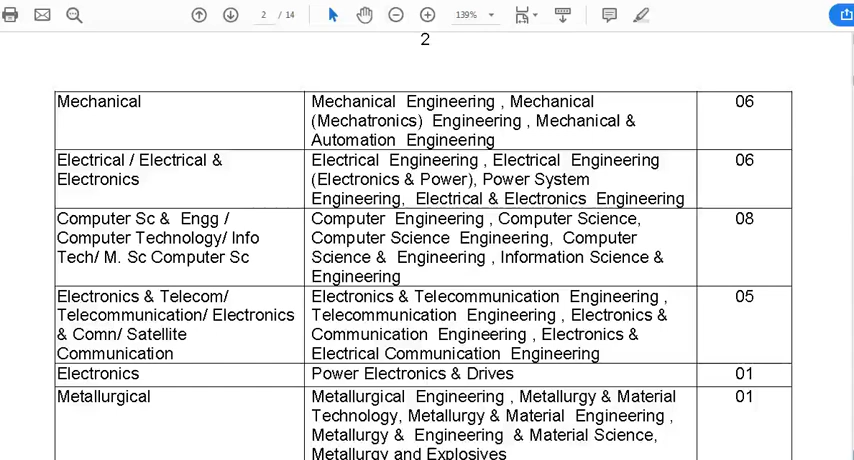 2 / 14
139%
2
Mechanical
Mechanical Engineering , Mechanical
(Mechatronics) Engineering , Mechanical &
Automation Engineering
06
Electrical / Electrical &
Electronics
Electrical Engineering , Electrical Engineering
(Electronics & Power), Power System
Engineering, Electrical & Electronics Engineering
06
Computer Sc & Engg /
Computer Technology/ Info
Tech/ M. Sc Computer Sc
Computer Engineering , Computer Science,
Computer Science Engineering, Computer
Science & Engineering , Information Science &
Engineering
08
Electronics & Telecom/
Telecommunication/ Electronics
& Comn/ Satellite
Communication
Electronics & Telecommunication Engineering ,
Telecommunication Engineering , Electronics &
Communication Engineering , Electronics &
Electrical Communication Engineering
05
Electronics
Power Electronics & Drives
01
Metallurgical
Metallurgical Engineering , Metallurgy & Material
Technology, Metallurgy & Material Engineering ,
Metallurgy & Engineering & Material Science,
Metallurgy and Explosives
01